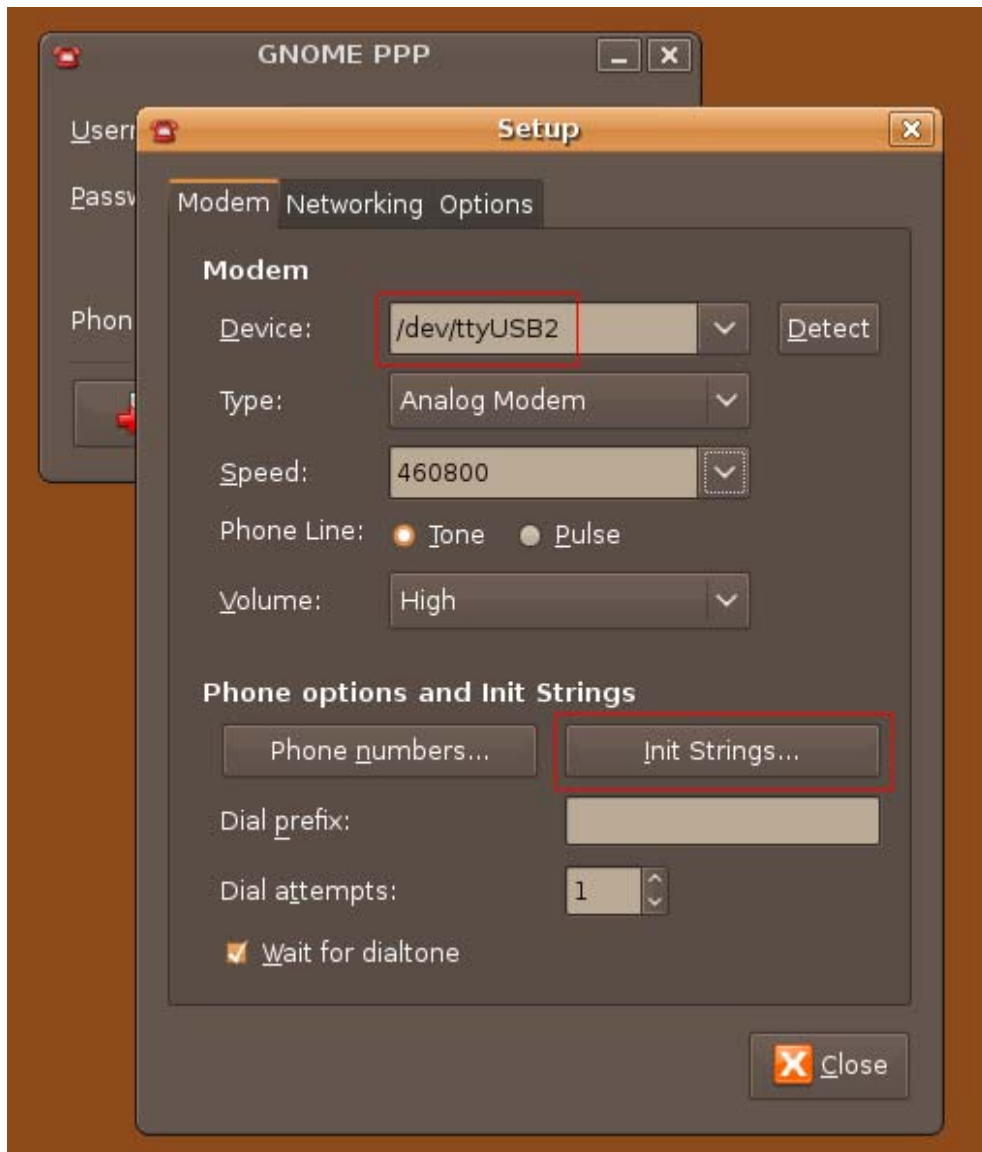 GNOME PPP
Setup
Modem Networking Options
Modem
Device: /dev/ttyUSB2 Detect
Type: Analog Modem
Speed: 460800
Phone Line: Tone Pulse
Volume: High
Phone options and Init Strings
Phone numbers... Init Strings...
Dial prefix:
Dial attempts: 1
Wait for dialtone
Close